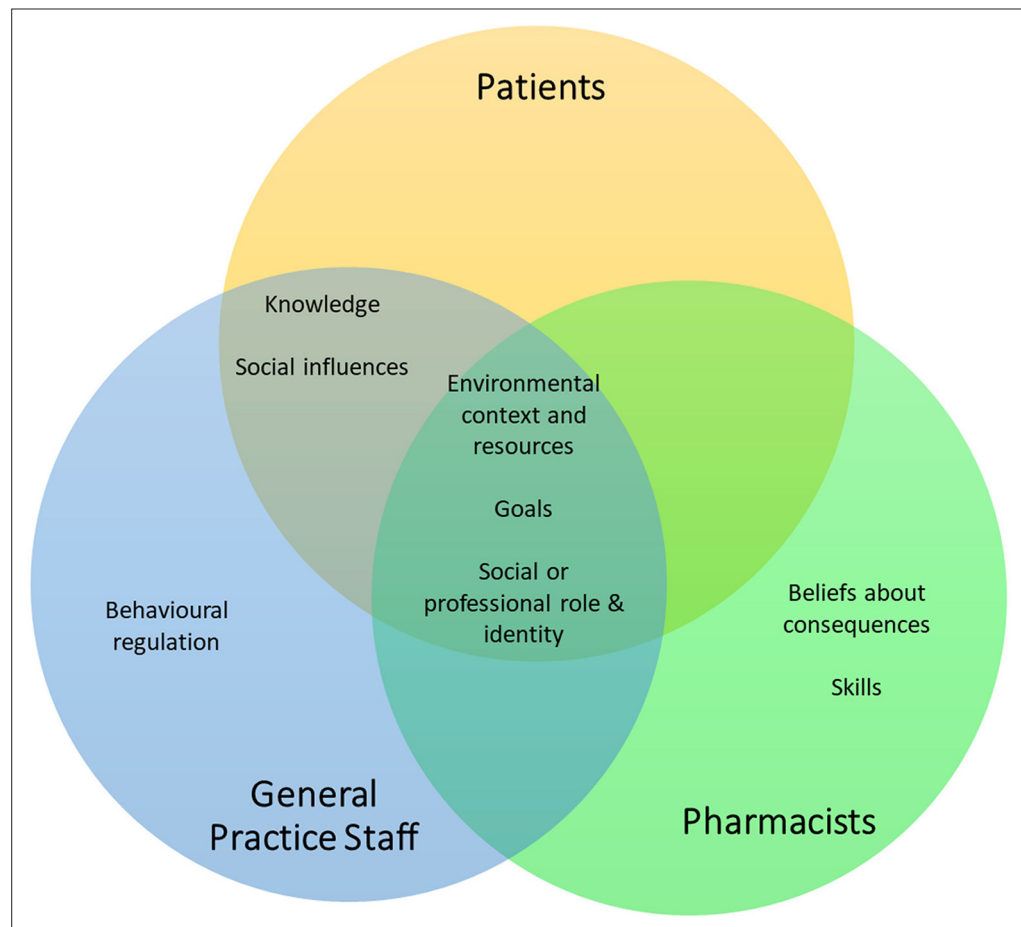 Patients
Knowledge
Social influences
Environmental
context and
resources
Goals
Social or
professional role &
identity
Behavioural
regulation
Beliefs about
consequences
Skills
General
Practice Staff
Pharmacists